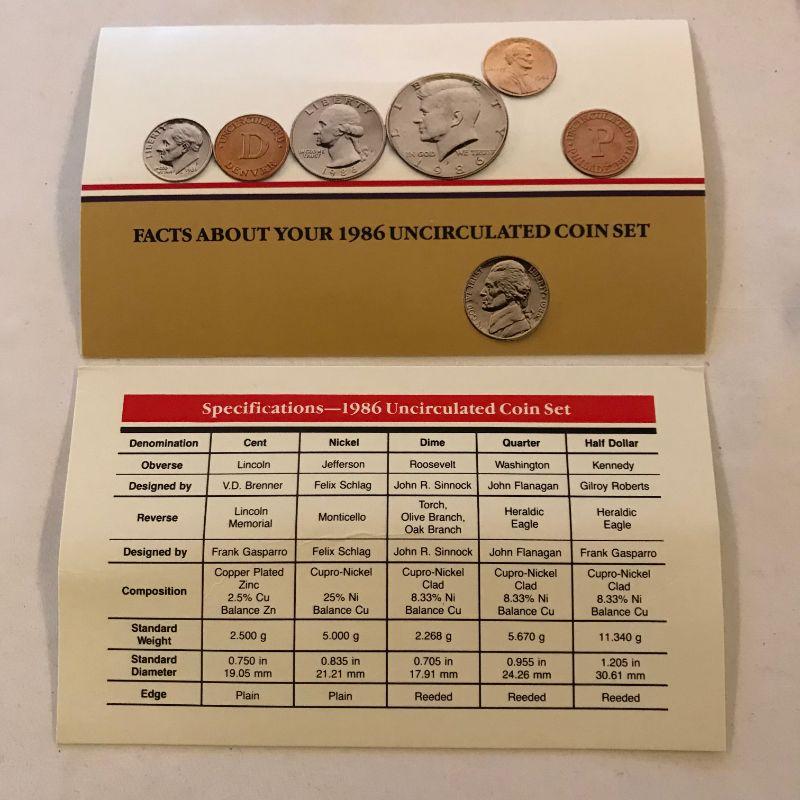 LIBERTY
1986
UNCIRCULATED
D
DENVER
LIBERTY
IN GOD WE
TRUST
1986
LIBERTY
IN GOD WE TRUST
1986
1986
UNCIRCULATED
P
PHILADELPHIA
FACTS ABOUT YOUR 1986 UNCIRCULATED COIN SET
IN GOD WE TRUST
LIBERTY 1986
Specifications—1986 Uncirculated Coin Set
Denomination Cent Nickel Dime Quarter Half Dollar
Obverse Lincoln Jefferson Roosevelt Washington Kennedy
Designed by V.D. Brenner Felix Schlag John R. Sinnock John Flanagan Gilroy Roberts
Reverse Lincoln Memorial Monticello Torch, Olive Branch, Oak Branch Heraldic Eagle Heraldic Eagle
Designed by Frank Gasparro Felix Schlag John R. Sinnock John Flanagan Frank Gasparro
Composition Copper Plated Zinc 2.5% Cu Balance Zn Cupro-Nickel 25% Ni Balance Cu Cupro-Nickel Clad 8.33% Ni Balance Cu Cupro-Nickel Clad 8.33% Ni Balance Cu Cupro-Nickel Clad 8.33% Ni Balance Cu
Standard Weight 2.500 g 5.000 g 2.268 g 5.670 g 11.340 g
Standard Diameter 0.750 in 19.05 mm 0.835 in 21.21 mm 0.705 in 17.91 mm 0.955 in 24.26 mm 1.205 in 30.61 mm
Edge Plain Plain Reeded Reeded Reeded